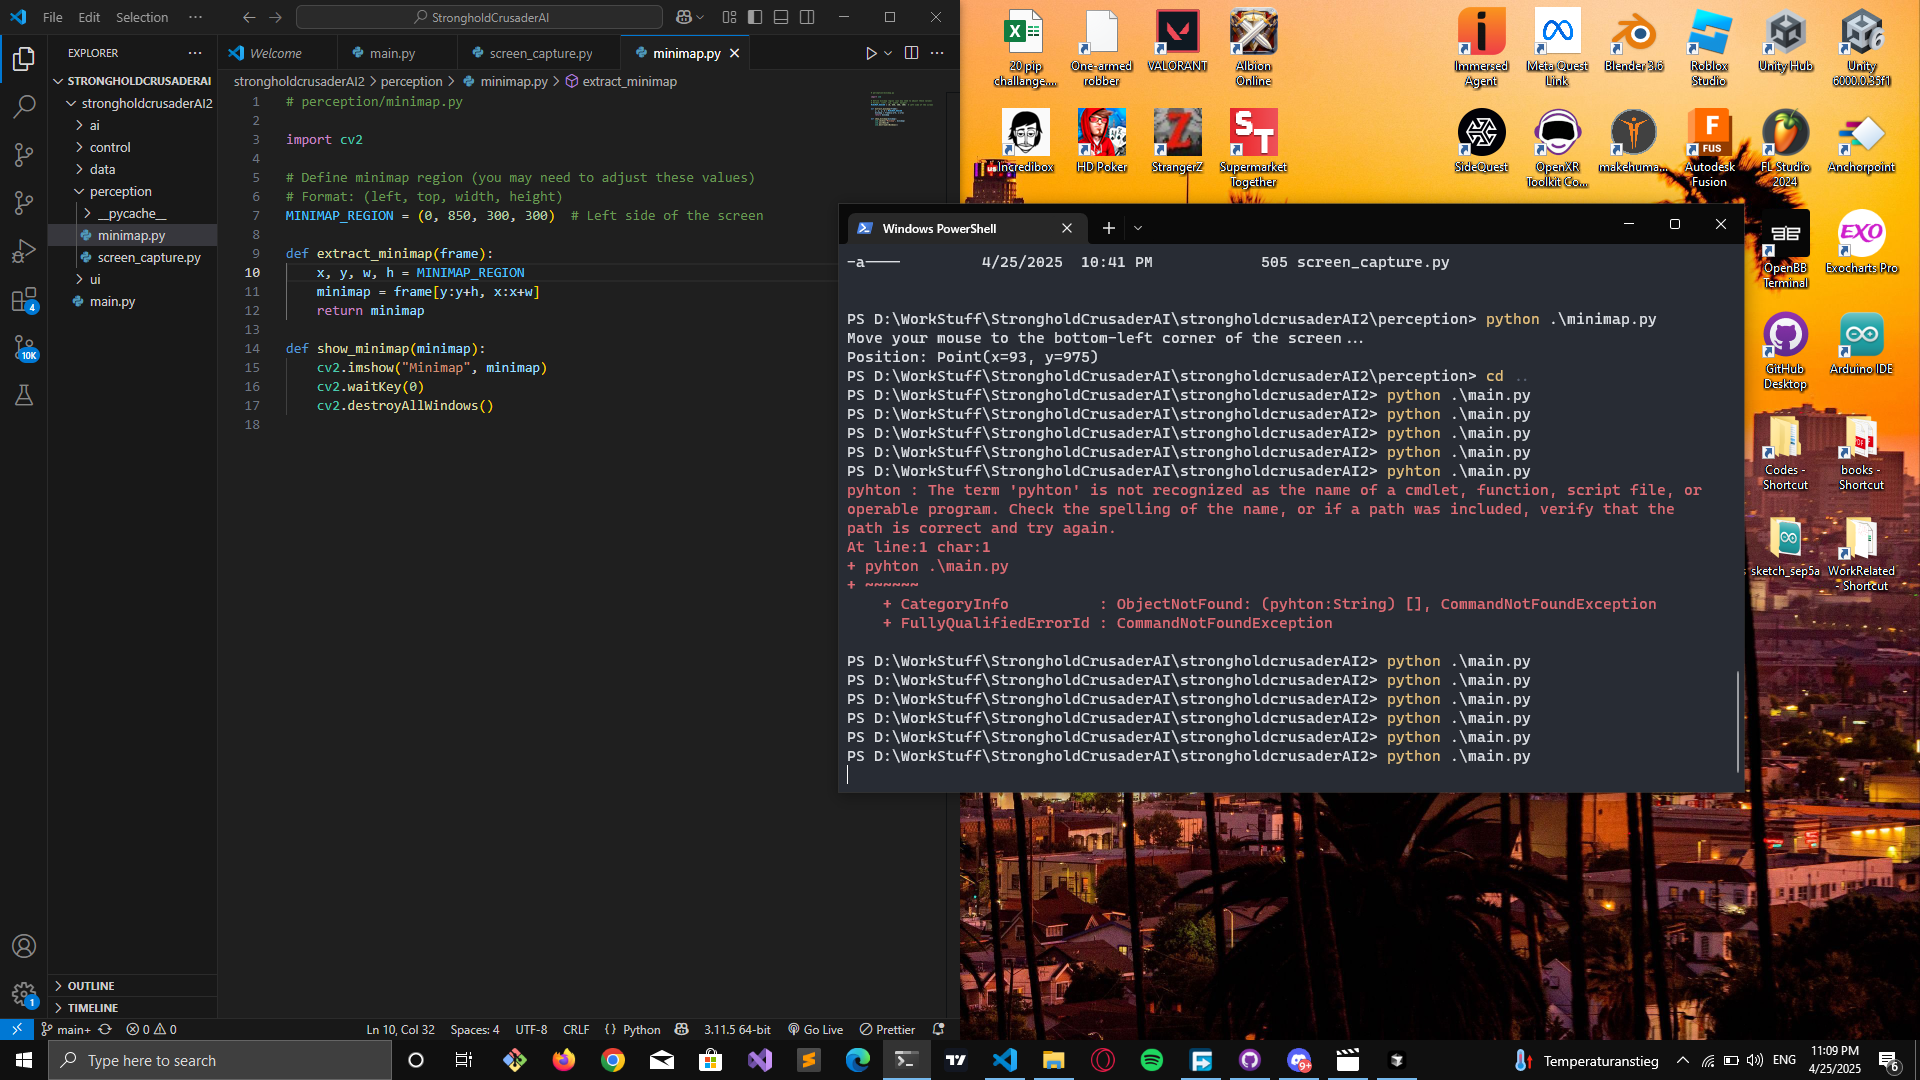 File Edit Selection ...
StrongholdCrusaderAI
EXPLORER
STRONGHOLDCRUSADERAI
strongholdcrusaderAI2
ai
control
data
perception
__pycache__
minimap.py
screen_capture.py
ui
main.py
OUTLINE
TIMELINE
4
10K
1
Welcome main.py screen_capture.py minimap.py
strongholdcrusaderAI2 > perception > minimap.py > extract_minimap
1 # perception/minimap.py
2
3 import cv2
4
5 # Define minimap region (you may need to adjust these values)
6 # Format: (left, top, width, height)
7 MINIMAP_REGION = (0, 850, 300, 300)  # Left side of the screen
8
9 def extract_minimap(frame):
10     x, y, w, h = MINIMAP_REGION
11     minimap = frame[y:y+h, x:x+w]
12     return minimap
13
14 def show_minimap(minimap):
15     cv2.imshow("Minimap", minimap)
16     cv2.waitKey(0)
17     cv2.destroyAllWindows()
18
main+ 0 0 Ln 10, Col 32 Spaces: 4 UTF-8 CRLF Python 3.11.5 64-bit Go Live Prettier
Windows PowerShell
-a---- 4/25/2025 10:41 PM 505 screen_capture.py
PS D:\WorkStuff\StrongholdCrusaderAI\strongholdcrusaderAI2\perception> python .\minimap.py
Move your mouse to the bottom-left corner of the screen...
Position: Point(x=93, y=975)
PS D:\WorkStuff\StrongholdCrusaderAI\strongholdcrusaderAI2\perception> cd ..
PS D:\WorkStuff\StrongholdCrusaderAI\strongholdcrusaderAI2> python .\main.py
PS D:\WorkStuff\StrongholdCrusaderAI\strongholdcrusaderAI2> python .\main.py
PS D:\WorkStuff\StrongholdCrusaderAI\strongholdcrusaderAI2> python .\main.py
PS D:\WorkStuff\StrongholdCrusaderAI\strongholdcrusaderAI2> python .\main.py
PS D:\WorkStuff\StrongholdCrusaderAI\strongholdcrusaderAI2> pyhton .\main.py
pyhton : The term 'pyhton' is not recognized as the name of a cmdlet, function, script file, or
operable program. Check the spelling of the name, or if a path was included, verify that the
path is correct and try again.
At line:1 char:1
+ pyhton .\main.py
+ ~~~~~~
    + CategoryInfo          : ObjectNotFound: (pyhton:String) [], CommandNotFoundException
    + FullyQualifiedErrorId : CommandNotFoundException
PS D:\WorkStuff\StrongholdCrusaderAI\strongholdcrusaderAI2> python .\main.py
PS D:\WorkStuff\StrongholdCrusaderAI\strongholdcrusaderAI2> python .\main.py
PS D:\WorkStuff\StrongholdCrusaderAI\strongholdcrusaderAI2> python .\main.py
PS D:\WorkStuff\StrongholdCrusaderAI\strongholdcrusaderAI2> python .\main.py
PS D:\WorkStuff\StrongholdCrusaderAI\strongholdcrusaderAI2> python .\main.py
PS D:\WorkStuff\StrongholdCrusaderAI\strongholdcrusaderAI2> python .\main.py
20 pip challange...
One-armed robber
VALORANT
Albion Online
Immersed Agent
Meta Quest Link
Blender 3.6
Roblox Studio
Unity Hub
Unity 6000.0.35f1
Incredibox
HD Poker
StrangerZ
Supermarket Together
SideQuest
OpenXR Toolkit Co...
makehuma...
Autodesk Fusion
FL Studio 2024
Anchorpoint
OpenBB Terminal
Exocharts Pro
GitHub Desktop
Arduino IDE
Codes - Shortcut
books - Shortcut
sketch_sep5a
WorkRelated - Shortcut
Type here to search
Temperaturanstieg ENG 11:09 PM
4/25/2025
6